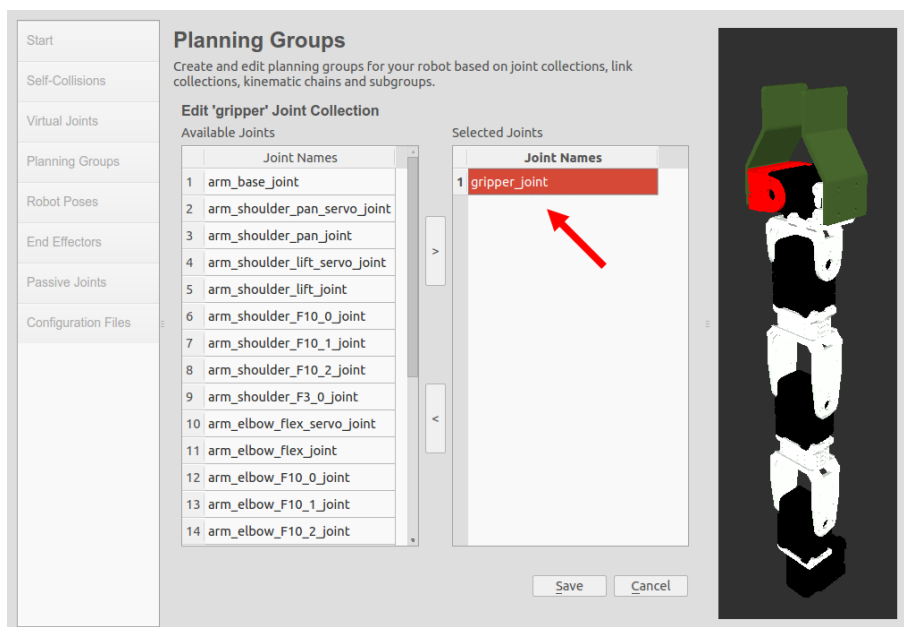 Start
Self-Collisions
Virtual Joints
Planning Groups
Robot Poses
End Effectors
Passive Joints
Configuration Files
Planning Groups
Create and edit planning groups for your robot based on joint collections, link
collections, kinematic chains and subgroups.
Edit 'gripper' Joint Collection
Available Joints
Joint Names
1 arm_base_joint
2 arm_shoulder_pan_servo_joint
3 arm_shoulder_pan_joint
4 arm_shoulder_lift_servo_joint
5 arm_shoulder_lift_joint
6 arm_shoulder_F10_0_joint
7 arm_shoulder_F10_1_joint
8 arm_shoulder_F10_2_joint
9 arm_shoulder_F3_0_joint
10 arm_elbow_flex_servo_joint
11 arm_elbow_flex_joint
12 arm_elbow_F10_0_joint
13 arm_elbow_F10_1_joint
14 arm_elbow_F10_2_joint
>
<
Selected Joints
Joint Names
1 gripper_joint
Save
Cancel